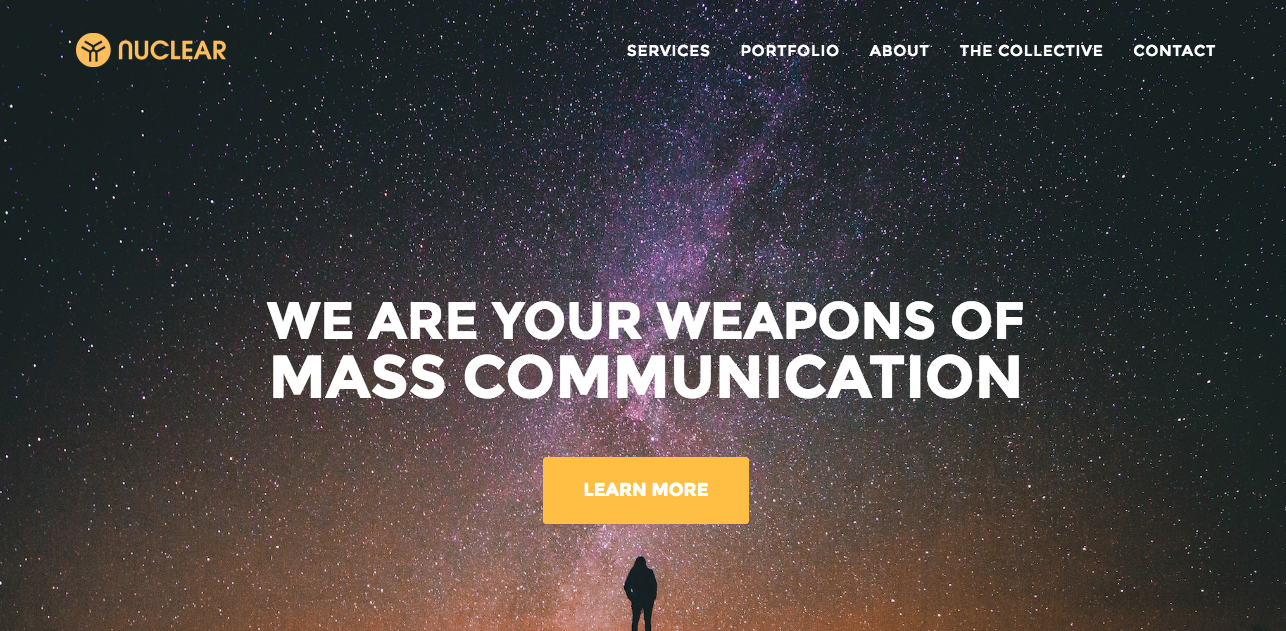 NUCLEAR
SERVICES PORTFOLIO ABOUT THE COLLECTIVE CONTACT
WE ARE YOUR WEAPONS OF
MASS COMMUNICATION
LEARN MORE